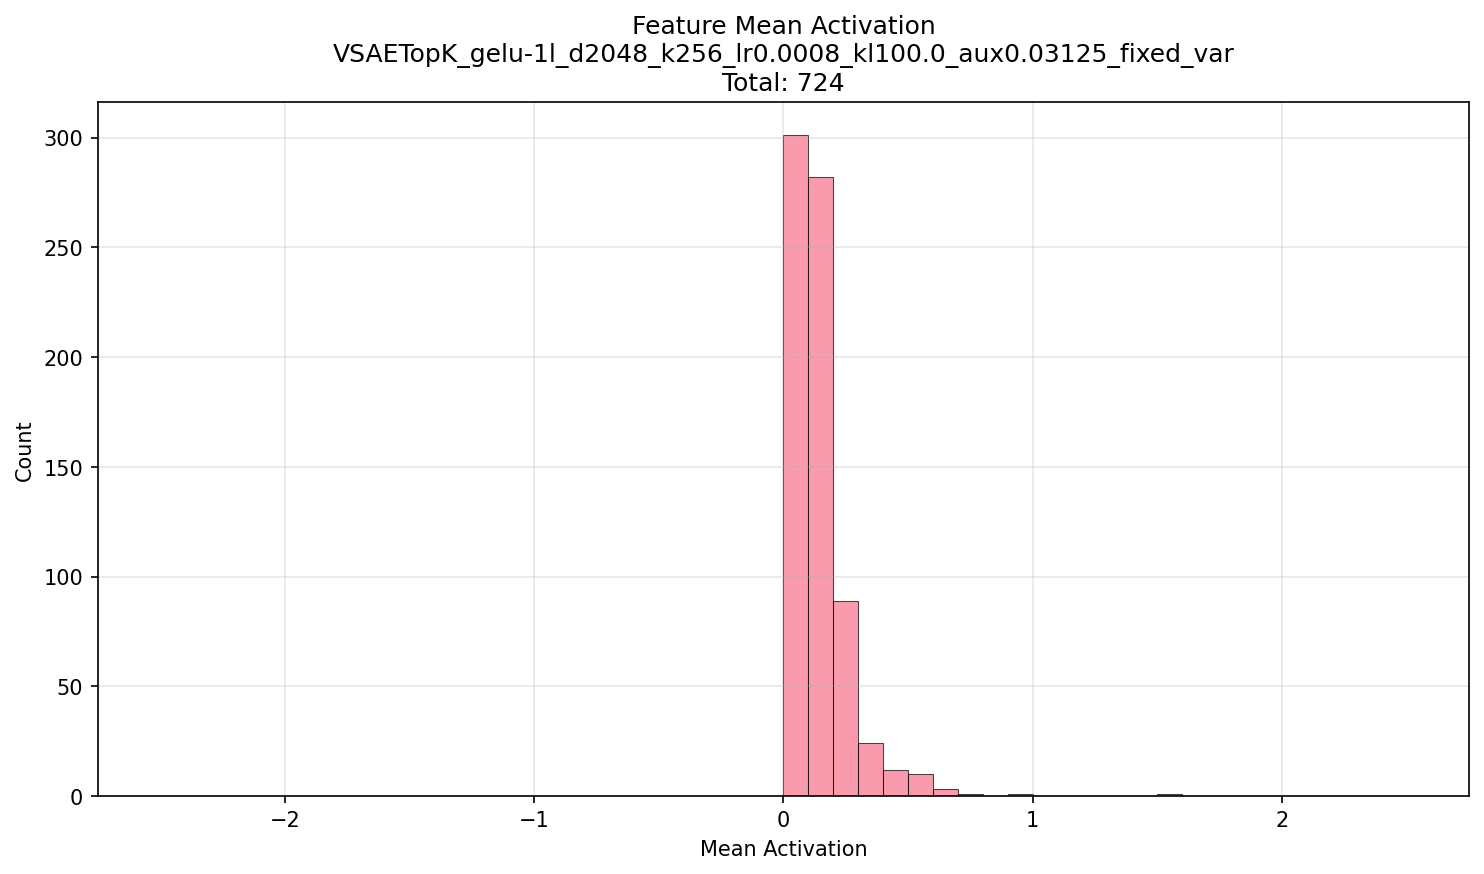 Feature Mean Activation
VSAETopK_gelu-1l_d2048_k256_lr0.0008_kl100.0_aux0.03125_fixed_var
Total: 724
300
250
200
150
100
50
0
Count
−2 −1 0 1 2
Mean Activation